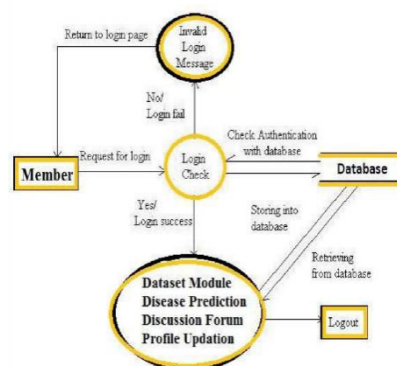 Return to login page
Invalid
Login
Message
No/
Login fail
Check Authentication
with database
Request for login
Login
Check
Member
Database
Yes/
Login success
Storing into
database
Retrieving
from database
Dataset Module
Disease Prediction
Discussion Forum
Profile Updation
Logout